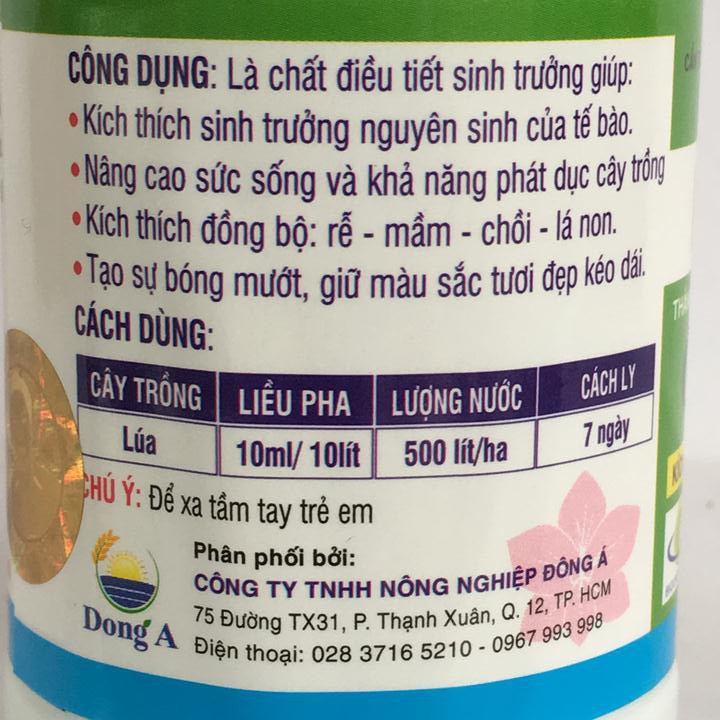 CÔNG DỤNG: Là chất điều tiết sinh trưởng giúp:
• Kích thích sinh trưởng nguyên sinh của tế bào.
• Nâng cao sức sống và khả năng phát dục cây trồng
• Kích thích đồng bộ: rễ - mầm - chồi - lá non.
• Tạo sự bóng mướt, giữ màu sắc tươi đẹp kéo dái.
CÁCH DÙNG:
CÂY TRỒNG LIỀU PHA LƯỢNG NƯỚC CÁCH LY
Lúa 10ml/ 10lít 500 lít/ha 7 ngày
CHÚ Ý: Để xa tầm tay trẻ em
Phân phối bởi:
CÔNG TY TNHH NÔNG NGHIỆP ĐÔNG Á
75 Đường TX31, P. Thạnh Xuân, Q. 12, TP. HCM
Điện thoại: 028 3716 5210 - 0967 993 998
Dong A